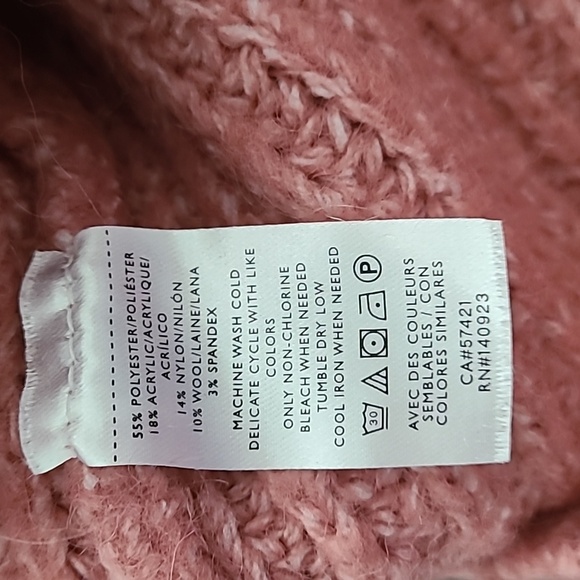 55% POLYESTER/POLIÉSTER
18% ACRYLIC/ACRYLIQUE/
ACRÍLICO
14% NYLON/NILÓN
10% WOOL/LAINE/LANA
3% SPANDEX
MACHINE WASH COLD
DELICATE CYCLE WITH LIKE
COLORS
ONLY NON-CHLORINE
BLEACH WHEN NEEDED
TUMBLE DRY LOW
COOL IRON WHEN NEEDED
30 P
AVEC DES COULEURS
SEMBLABLES / CON
COLORES SIMILARES
CA#57421
RN#140923